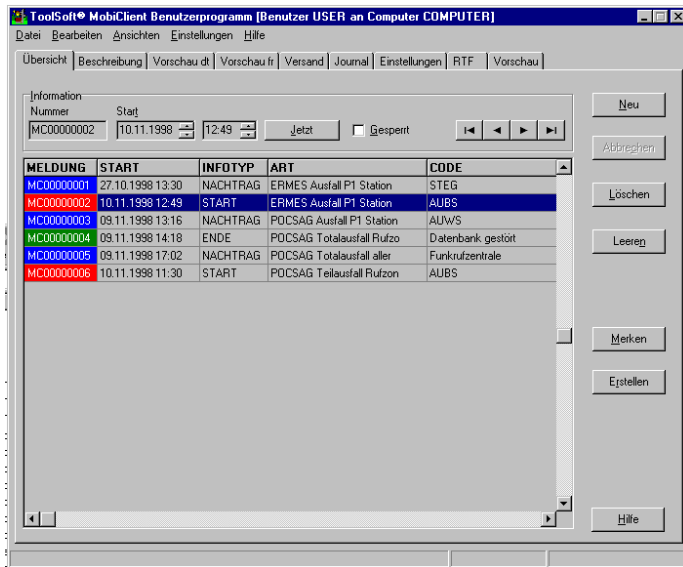 ToolSoft® MobiClient Benutzerprogramm [Benutzer USER an Computer COMPUTER]
Datei Bearbeiten Ansichten Einstellungen Hilfe
Übersicht Beschreibung Vorschau dt Vorschau fr Versand Journal Einstellungen RTF Vorschau
Information
Nummer Start
MC00000002 10.11.1998 12:49 Jetzt Gesperrt
Neu
Abbrechen
Löschen
Leeren
Merken
Erstellen
Hilfe
MELDUNG START INFOTYP ART CODE
MC00000001 27.10.1998 13:30 NACHTRAG ERMES Ausfall P1 Station STEG
MC00000002 10.11.1998 12:49 START ERMES Ausfall P1 Station AUBS
MC00000003 09.11.1998 13:16 NACHTRAG POCSAG Ausfall P1 Station AUWS
MC00000004 09.11.1998 14:18 ENDE POCSAG Totalausfall Rufzo Datenbank gestört
MC00000005 09.11.1998 17:02 NACHTRAG POCSAG Totalausfall aller Funkrufzentrale
MC00000006 10.11.1998 11:30 START POCSAG Teilausfall Rufzon AUBS